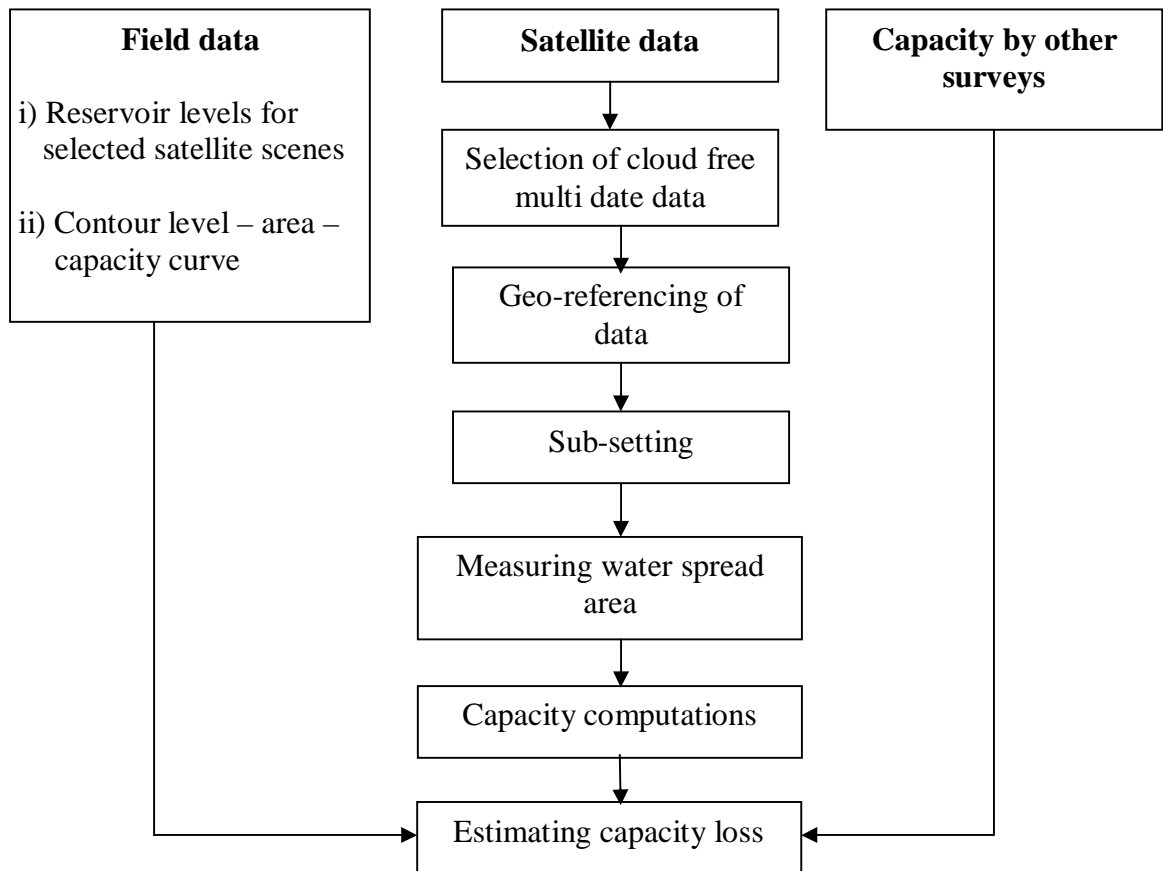 Field data
i) Reservoir levels for
selected satellite scenes
ii) Contour level – area –
capacity curve
Satellite data
Selection of cloud free
multi date data
Geo-referencing of
data
Sub-setting
Measuring water spread
area
Capacity computations
Estimating capacity loss
Capacity by other
surveys